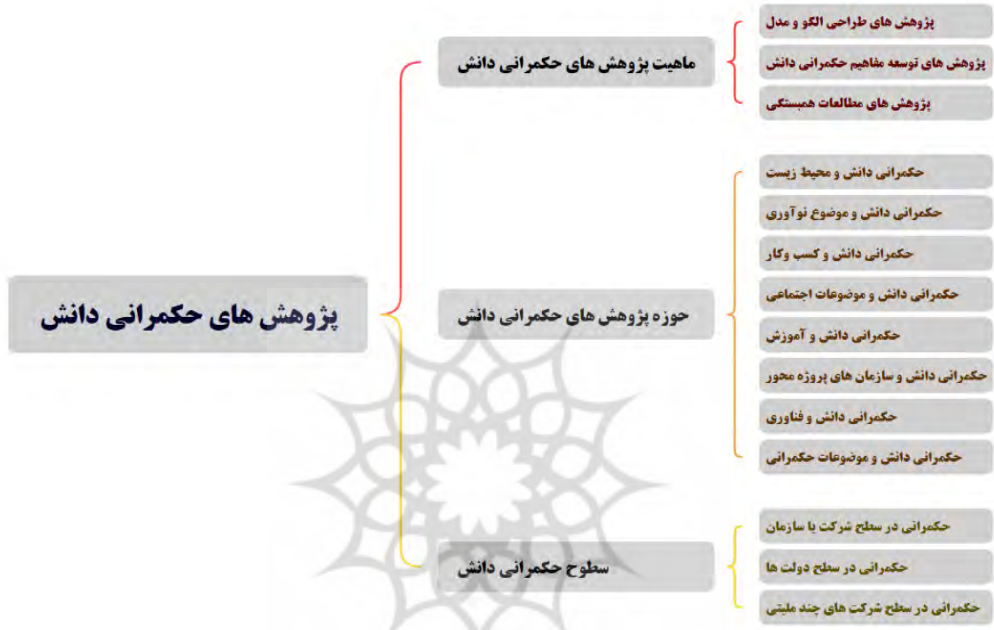 پژوهش های حکمرانی دانش
ماهیت پژوهش های حکمرانی دانش
پژوهش های طراحی الگو و مدل
پژوهش های توسعه مفاهیم حکمرانی دانش
پژوهش های مطالعات همبستگی
حوزه پژوهش های حکمرانی دانش
حکمرانی دانش و محیط زیست
حکمرانی دانش و موضوع نوآوری
حکمرانی دانش و کسب وکار
حکمرانی دانش و موضوعات اجتماعی
حکمرانی دانش و آموزش
حکمرانی دانش و سازمان های پروژه محور
حکمرانی دانش و فناوری
حکمرانی دانش و موضوعات حکمرانی
سطوح حکمرانی دانش
حکمرانی در سطح شرکت یا سازمان
حکمرانی در سطح دولت ها
حکمرانی در سطح شرکت های چند ملیتی